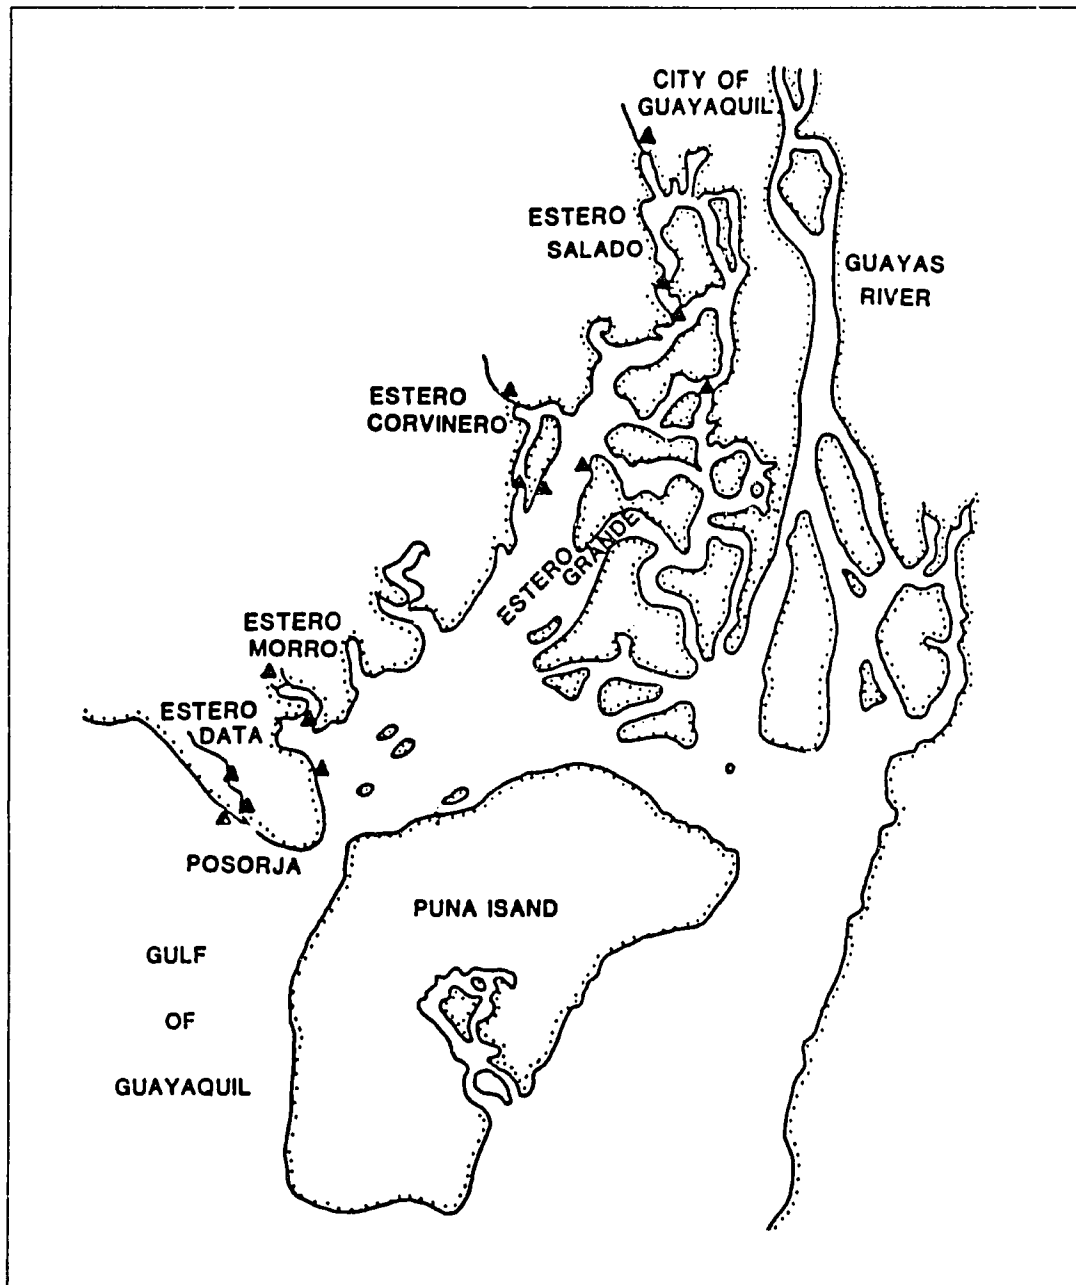 CITY OF
GUAYAQUIL
ESTERO
SALADO
GUAYAS
RIVER
ESTERO
CORVINERO
ESTERO
GRANDE
ESTERO
MORRO
ESTERO
DATA
POSORJA
PUNA ISAND
GULF
OF
GUAYAQUIL